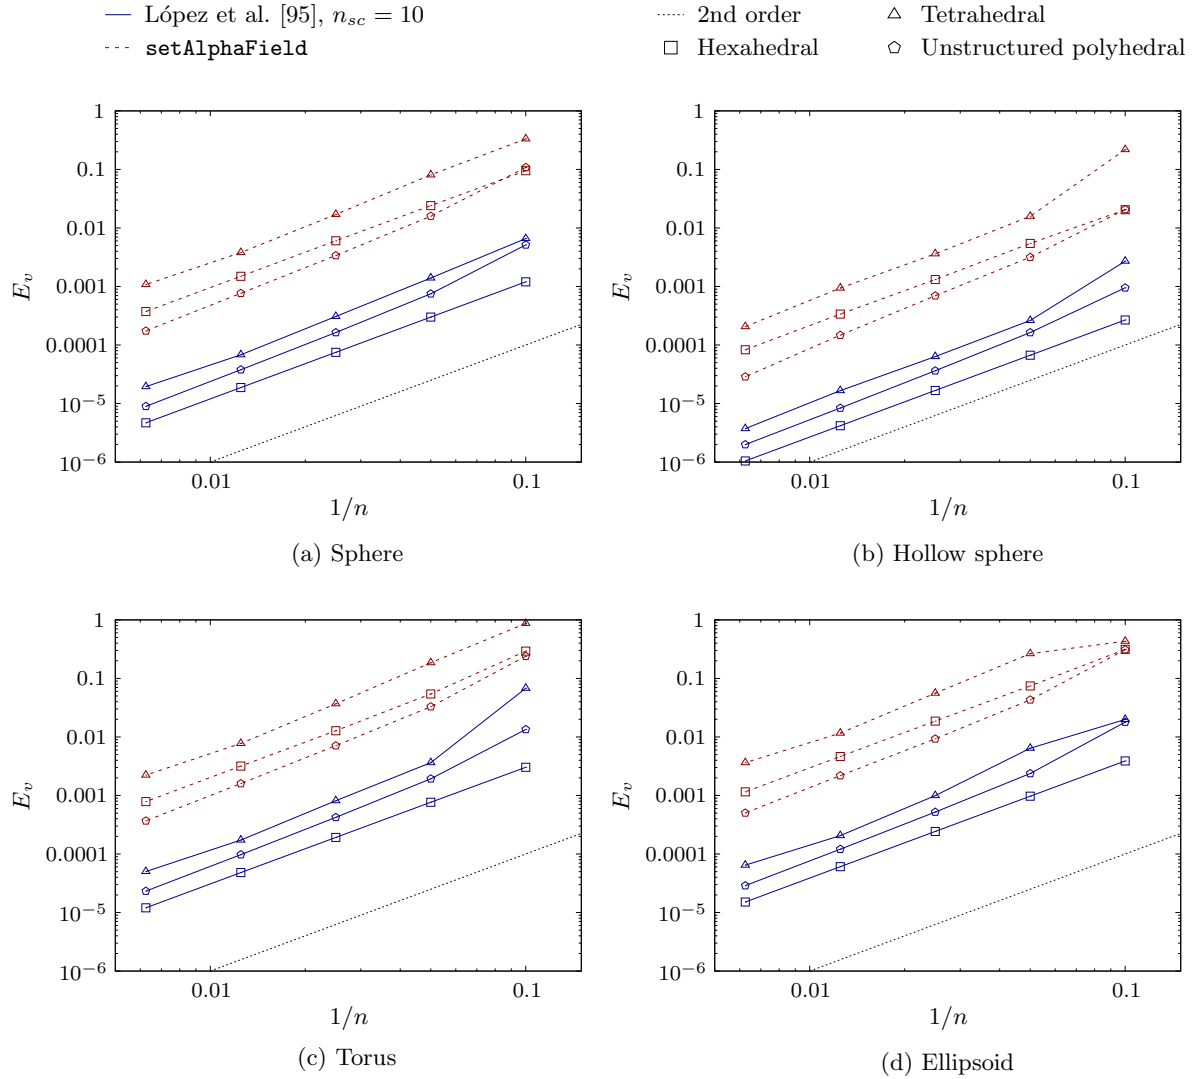 López et al. [95], n_sc = 10
setAlphaField
2nd order
Hexahedral
Tetrahedral
Unstructured polyhedral
1
0.1
0.01
0.001
0.0001
10^−5
10^−6
E_v
0.01 0.1
1/n
(a) Sphere
1
0.1
0.01
0.001
0.0001
10^−5
10^−6
E_v
0.01 0.1
1/n
(b) Hollow sphere
1
0.1
0.01
0.001
0.0001
10^−5
10^−6
E_v
0.01 0.1
1/n
(c) Torus
1
0.1
0.01
0.001
0.0001
10^−5
10^−6
E_v
0.01 0.1
1/n
(d) Ellipsoid